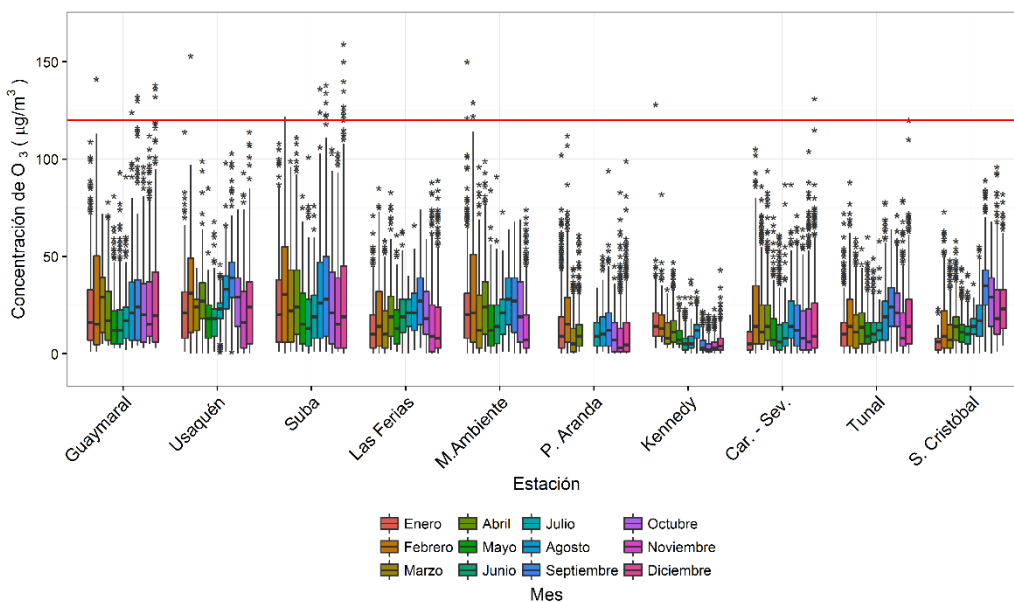 Concentración de O 3 ( µg/m³ )
150
100
50
0
Guaymaral
Usaquén
Suba
Las Ferias
M.Ambiente
P. Aranda
Kennedy
Car. - Sev.
Tunal
S. Cristóbal
Estación
Enero
Abril
Julio
Octubre
Febrero
Mayo
Agosto
Noviembre
Marzo
Junio
Septiembre
Diciembre
Mes